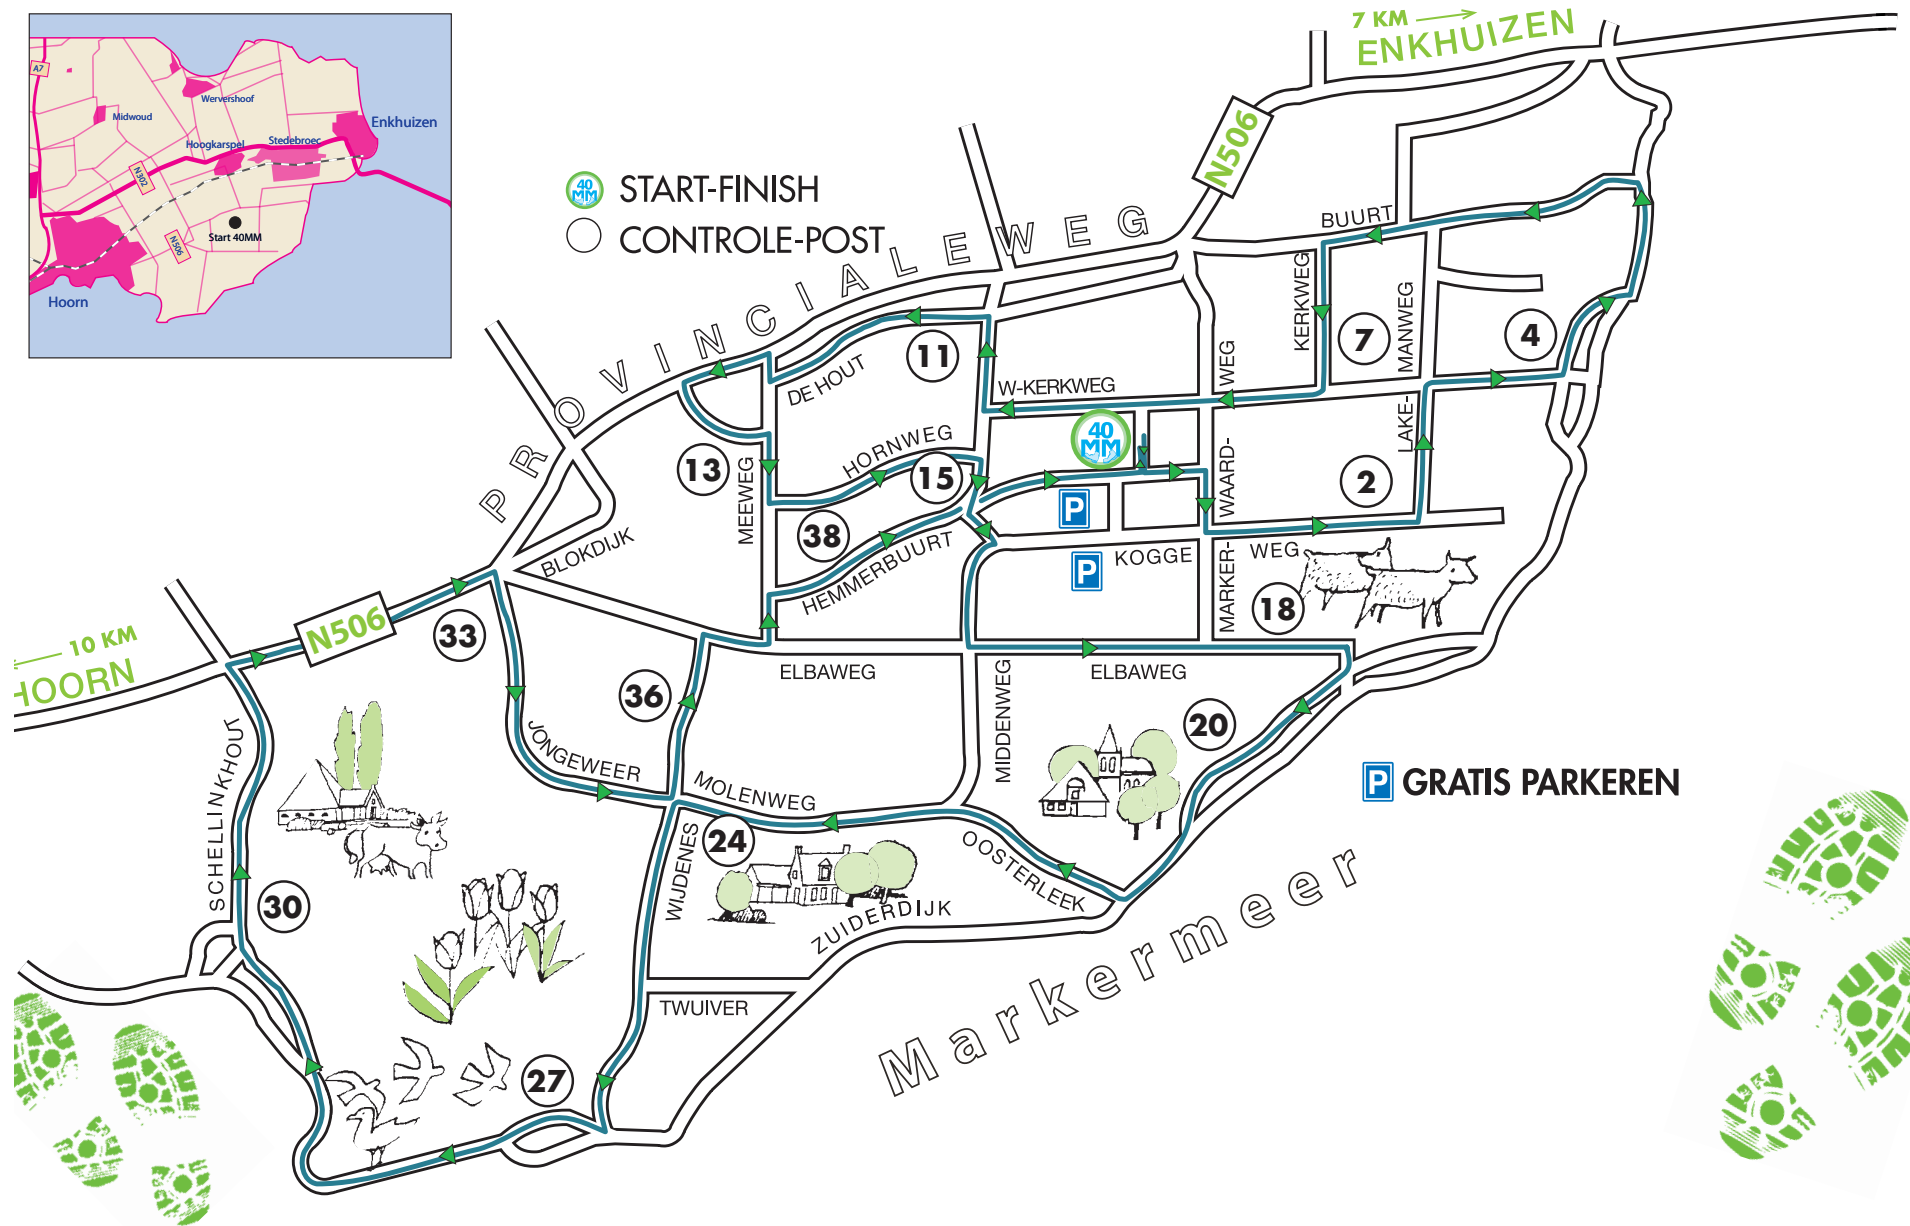 7 KM
ENKHUIZEN
A7
Wervershoof
Midwoud
Enkhuizen
Stedebroec
Hoogkarspel
N302
N506
Start 40MM
Hoorn
40
MM
START-FINISH
CONTROLE-POST
N506
PROVINCIALEWEG
BUURT
KERKWEG
MANWEG
LAKE-
7
4
11
DE HOUT
W-KERKWEG
WEG
WAARD-
MARKER-
40
MM
HORNWEG
13
15
2
P
MEEWEG
38
BLOKDIJK
HEMMERBUURT
P
KOGGE
WEG
18
N506
33
10 KM
HOORN
ELBAWEG
ELBAWEG
36
MIDDENWEG
20
SCHELLINKHOUT
JONGEWEER
MOLENWEG
P GRATIS PARKEREN
24
WIJDENES
OOSTERLEEK
30
ZUIDERDIJK
Markermeer
TWUIVER
27